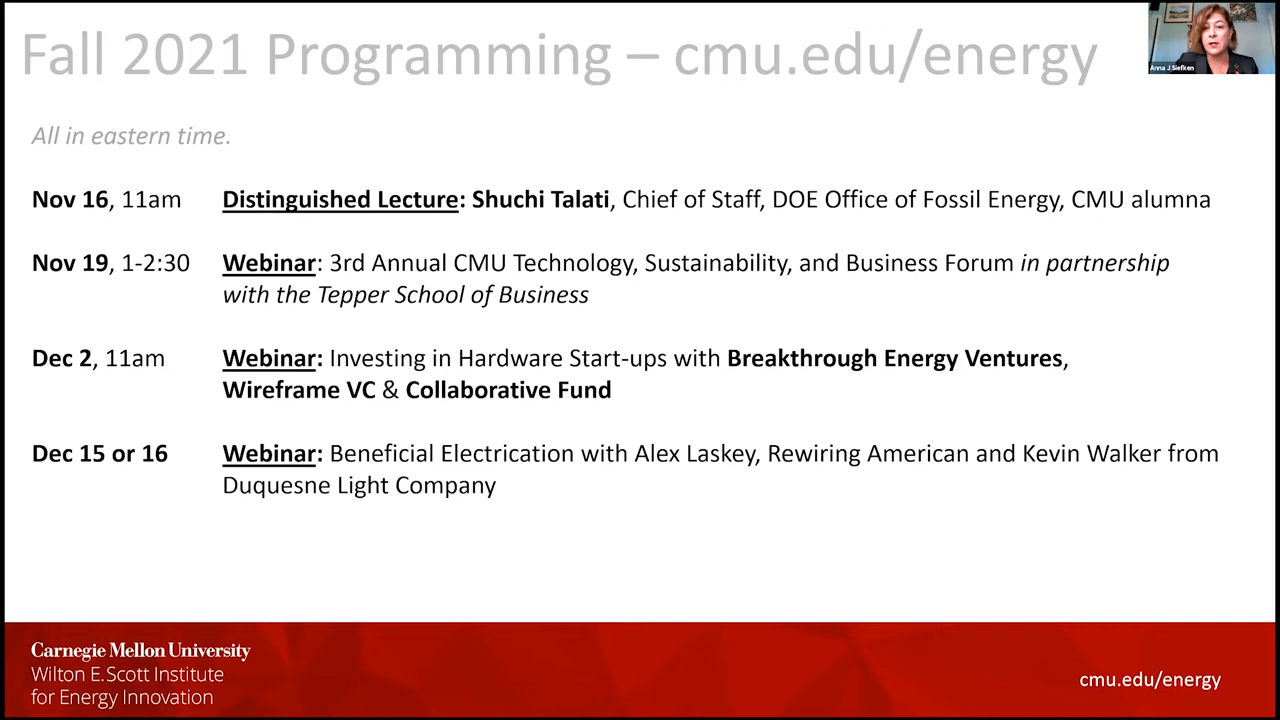 Fall 2021 Programming – cmu.edu/energy
Anna J Siefken
All in eastern time.
Nov 16, 11am Distinguished Lecture: Shuchi Talati, Chief of Staff, DOE Office of Fossil Energy, CMU alumna
Nov 19, 1-2:30 Webinar: 3rd Annual CMU Technology, Sustainability, and Business Forum in partnership
with the Tepper School of Business
Dec 2, 11am Webinar: Investing in Hardware Start-ups with Breakthrough Energy Ventures,
Wireframe VC & Collaborative Fund
Dec 15 or 16 Webinar: Beneficial Electrication with Alex Laskey, Rewiring American and Kevin Walker from
Duquesne Light Company
Carnegie Mellon University
Wilton E. Scott Institute
for Energy Innovation
cmu.edu/energy